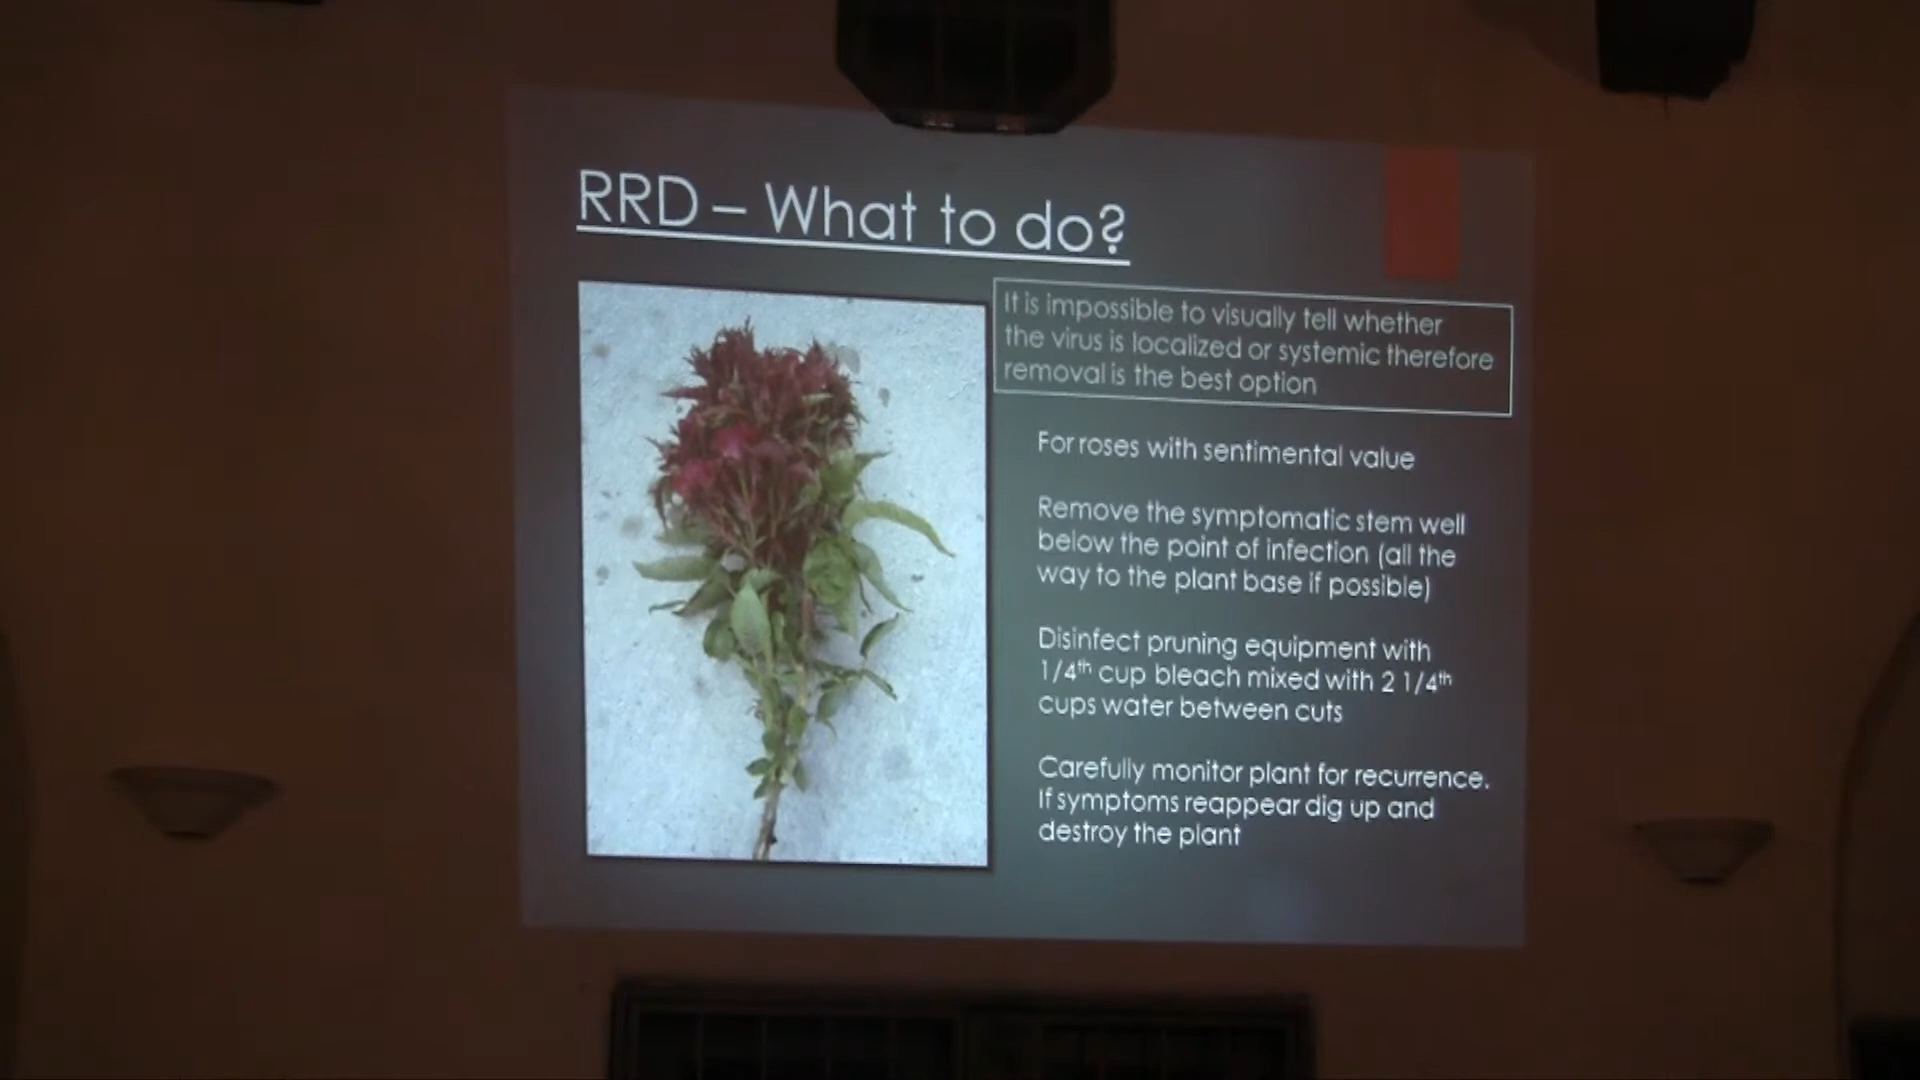 RRD – What to do?
It is impossible to visually tell whether
the virus is localized or systemic therefore
removal is the best option
For roses with sentimental value
Remove the symptomatic stem well
below the point of infection (all the
way to the plant base if possible)
Disinfect pruning equipment with
1/4th cup bleach mixed with 2 1/4th
cups water between cuts
Carefully monitor plant for recurrence.
If symptoms reappear dig up and
destroy the plant